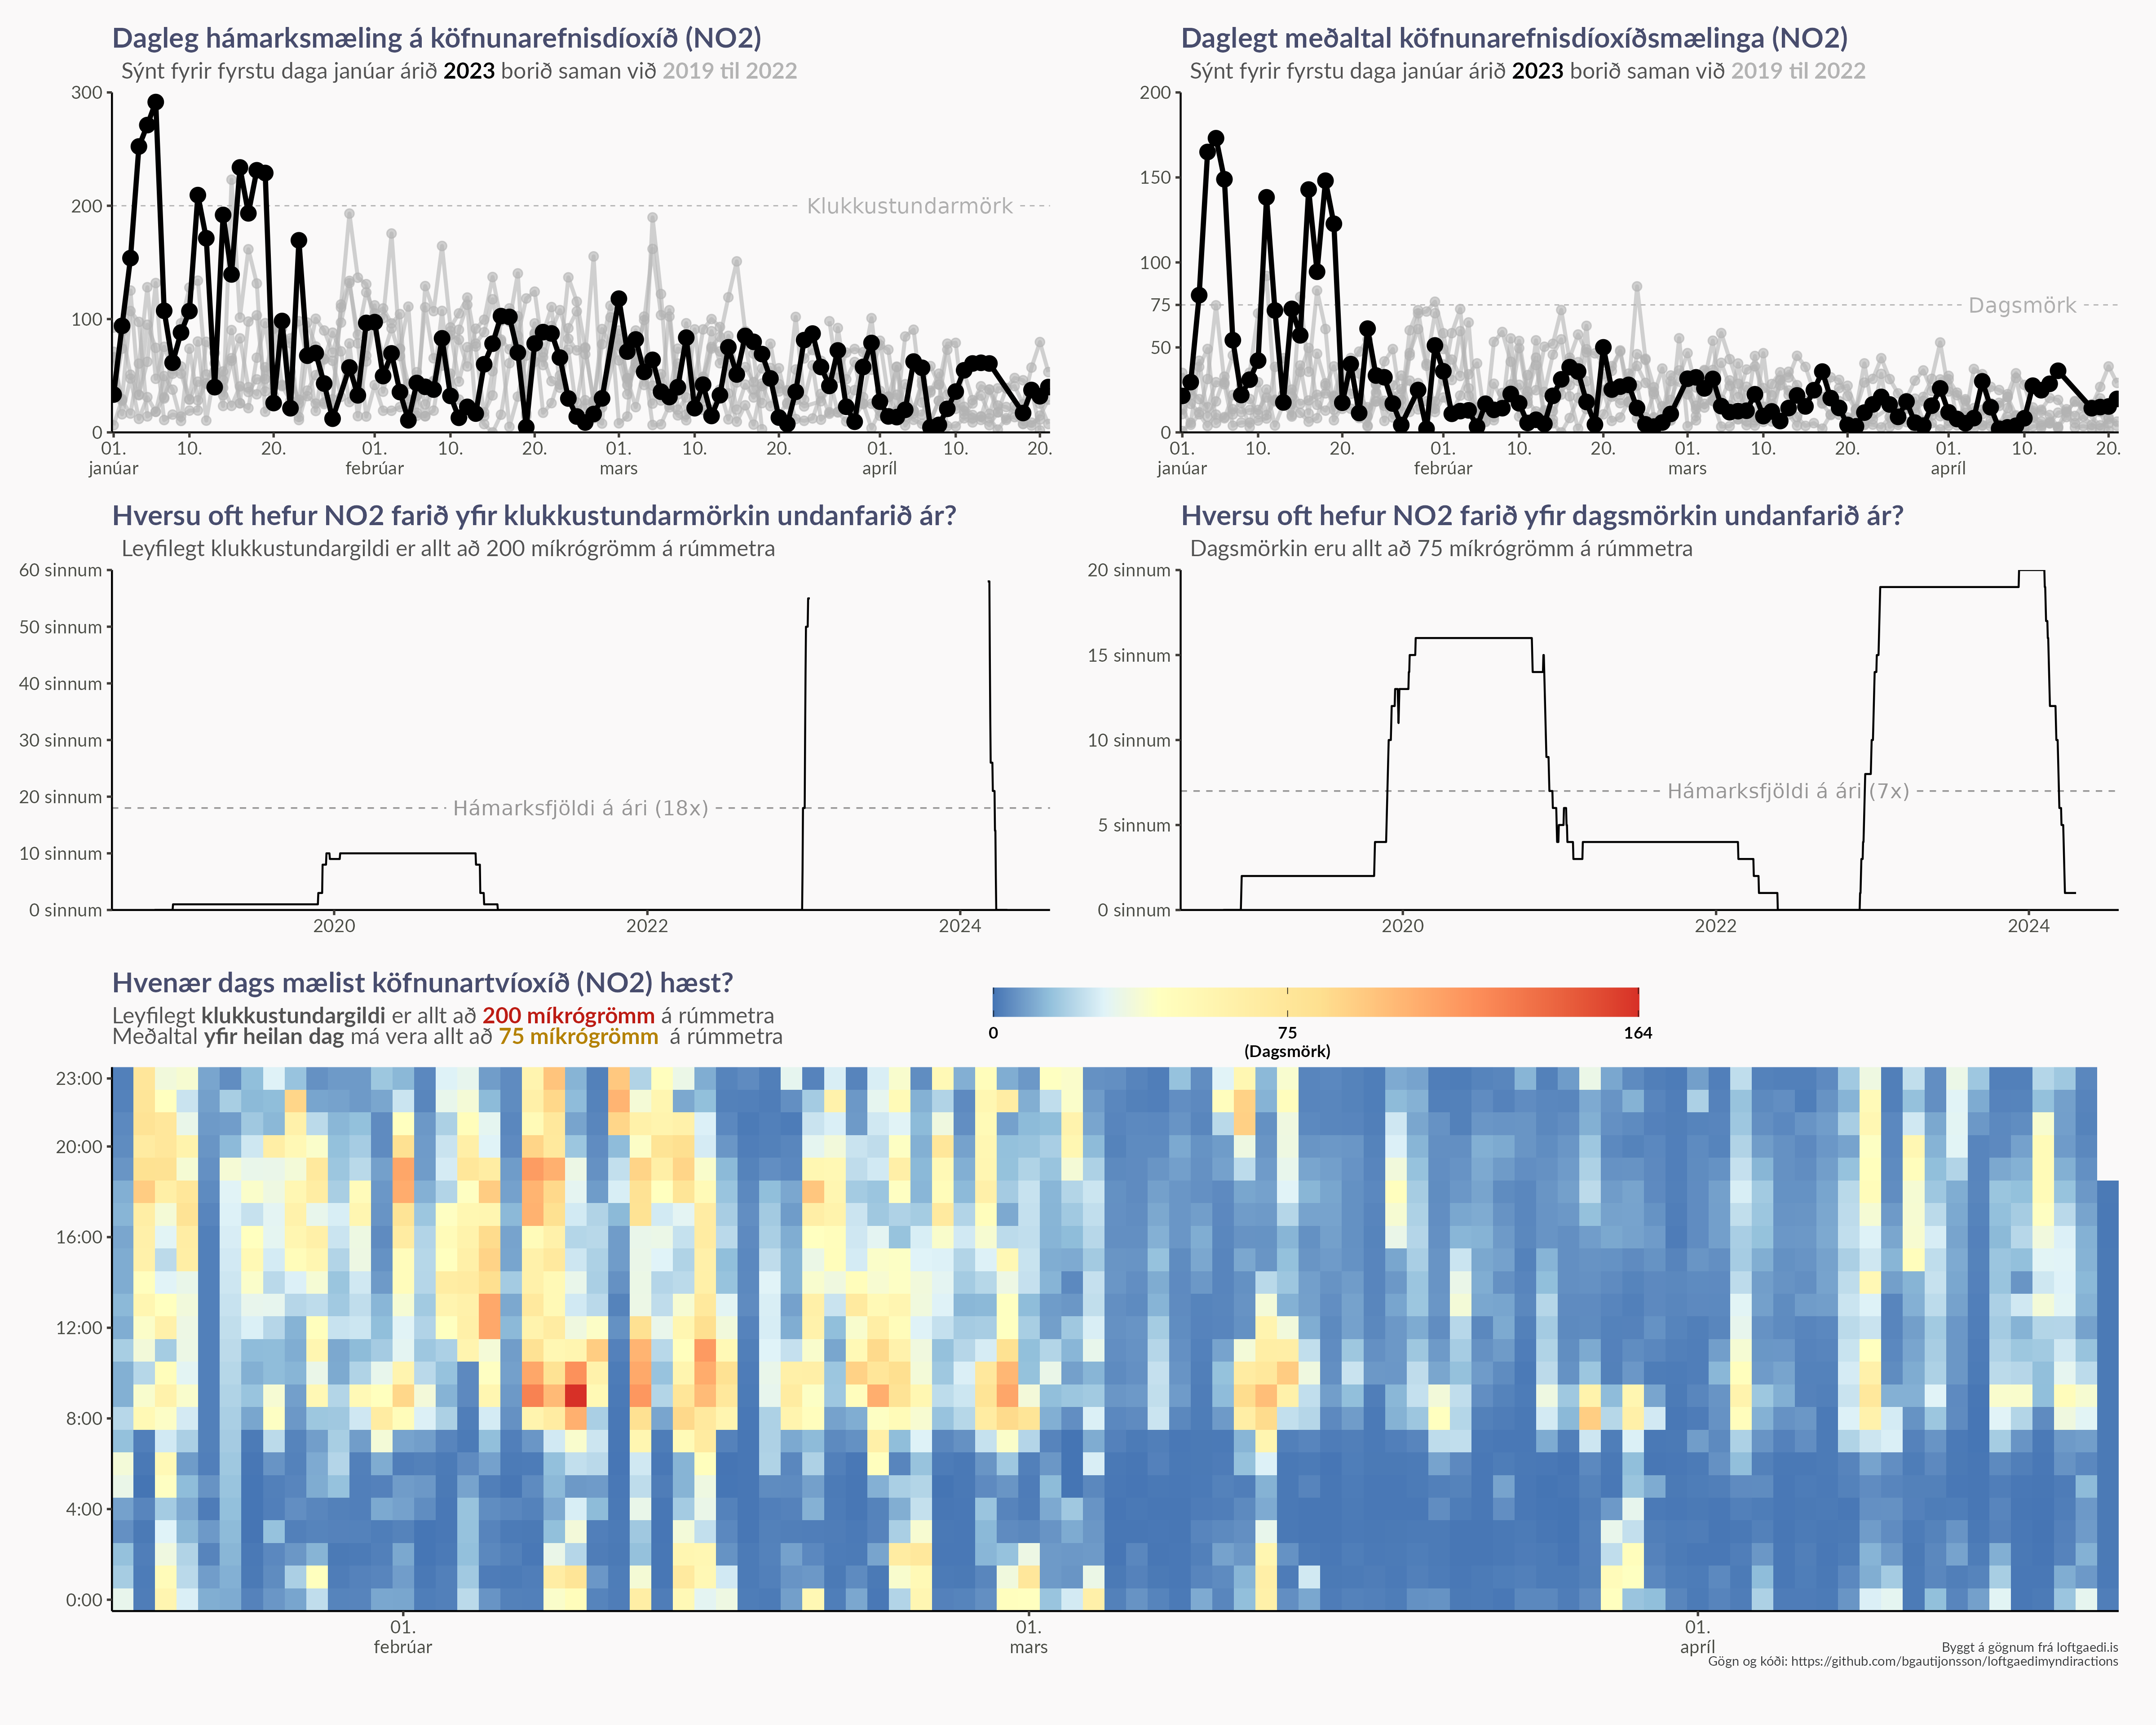 Dagleg hámarksmæling á köfnunarefnisdíoxíð (NO2)
Sýnt fyrir fyrstu daga janúar árið 2023 borið saman við 2019 til 2022
300
200
100
0
Klukkustundarmörk
01. 10. 20. 01. 10. 20. 01. 10. 20. 01. 10. 20.
janúar febrúar mars apríl
Daglegt meðaltal köfnunarefnisdíoxíðsmælinga (NO2)
Sýnt fyrir fyrstu daga janúar árið 2023 borið saman við 2019 til 2022
200
150
100
75
50
0
Dagsmörk
01. 10. 20. 01. 10. 20. 01. 10. 20. 01. 10. 20.
janúar febrúar mars apríl
Hversu oft hefur NO2 farið yfir klukkustundarmörkin undanfarið ár?
Leyfilegt klukkustundargildi er allt að 200 míkrógrömm á rúmmetra
60 sinnum
50 sinnum
40 sinnum
30 sinnum
20 sinnum
10 sinnum
0 sinnum
Hámarksfjöldi á ári (18x)
2020 2022 2024
Hversu oft hefur NO2 farið yfir dagsmörkin undanfarið ár?
Dagsmörkin eru allt að 75 míkrógrömm á rúmmetra
20 sinnum
15 sinnum
10 sinnum
5 sinnum
0 sinnum
Hámarksfjöldi á ári (7x)
2020 2022 2024
Hvenær dags mælist köfnunartvíoxíð (NO2) hæst?
Leyfilegt klukkustundargildi er allt að 200 míkrógrömm á rúmmetra
Meðaltal yfir heilan dag má vera allt að 75 míkrógrömm á rúmmetra
0 75 164
(Dagsmörk)
23:00
20:00
16:00
12:00
8:00
4:00
0:00
01. 01. 01.
febrúar mars apríl
Byggt á gögnum frá loftgaedi.is
Gögn og kóði: https://github.com/bgautijonsson/loftgaedimyndiractions